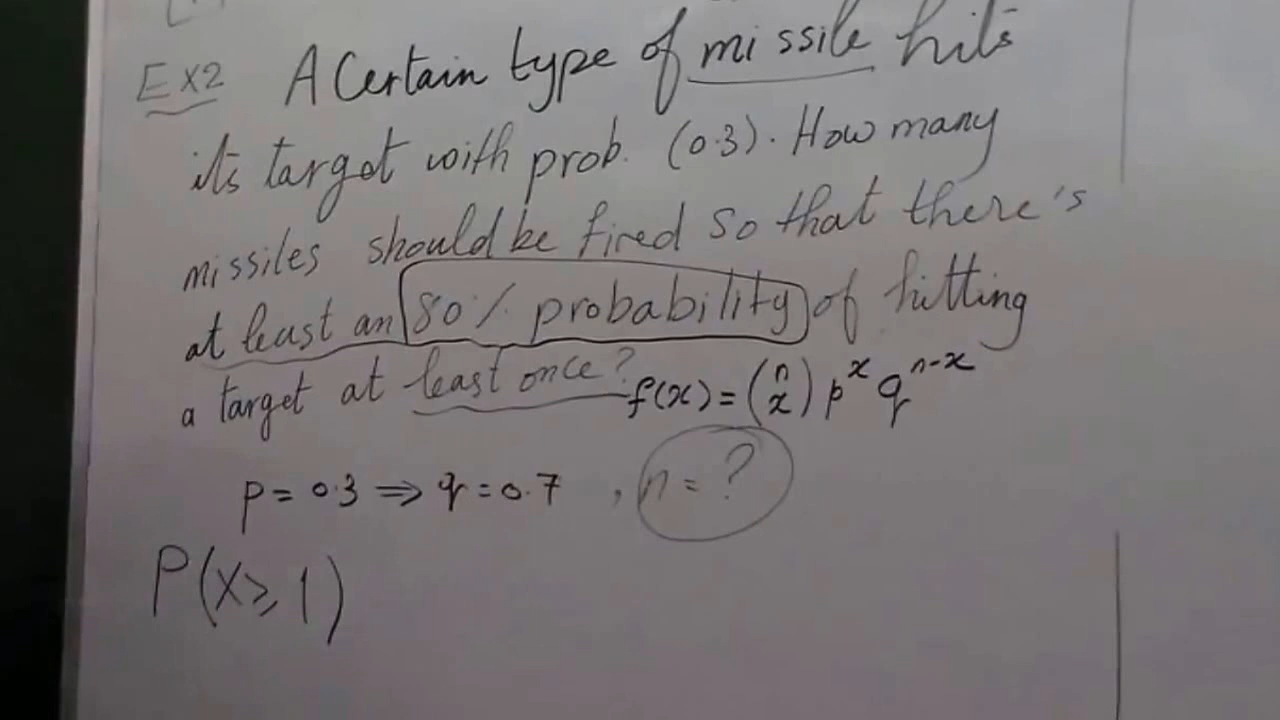 Ex2 A Certain type of missile hits
its target with prob. (0.3). How many
missiles should be fired so that there's
at least an 80% probability of hitting
a target at least once? f(x) = (n x) p^x q^{n-x}
p = 0.3 ⇒ q = 0.7 , n = ?
P(X ≥ 1)